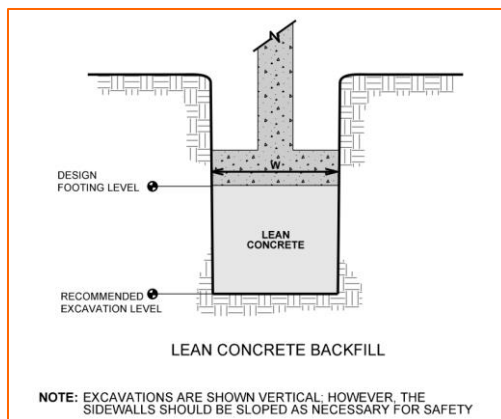 W
DESIGN
FOOTING LEVEL
LEAN
CONCRETE
RECOMMENDED
EXCAVATION LEVEL
LEAN CONCRETE BACKFILL
NOTE: EXCAVATIONS ARE SHOWN VERTICAL; HOWEVER, THE
SIDEWALLS SHOULD BE SLOPED AS NECESSARY FOR SAFETY